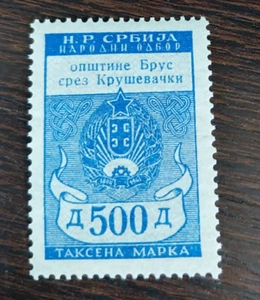 Н.Р. СРБИЈА
НАРОДНИ ОДБОР
општине Брус
срез Крушевачки
Д 500 Д
ТАКСЕНА МАРКА